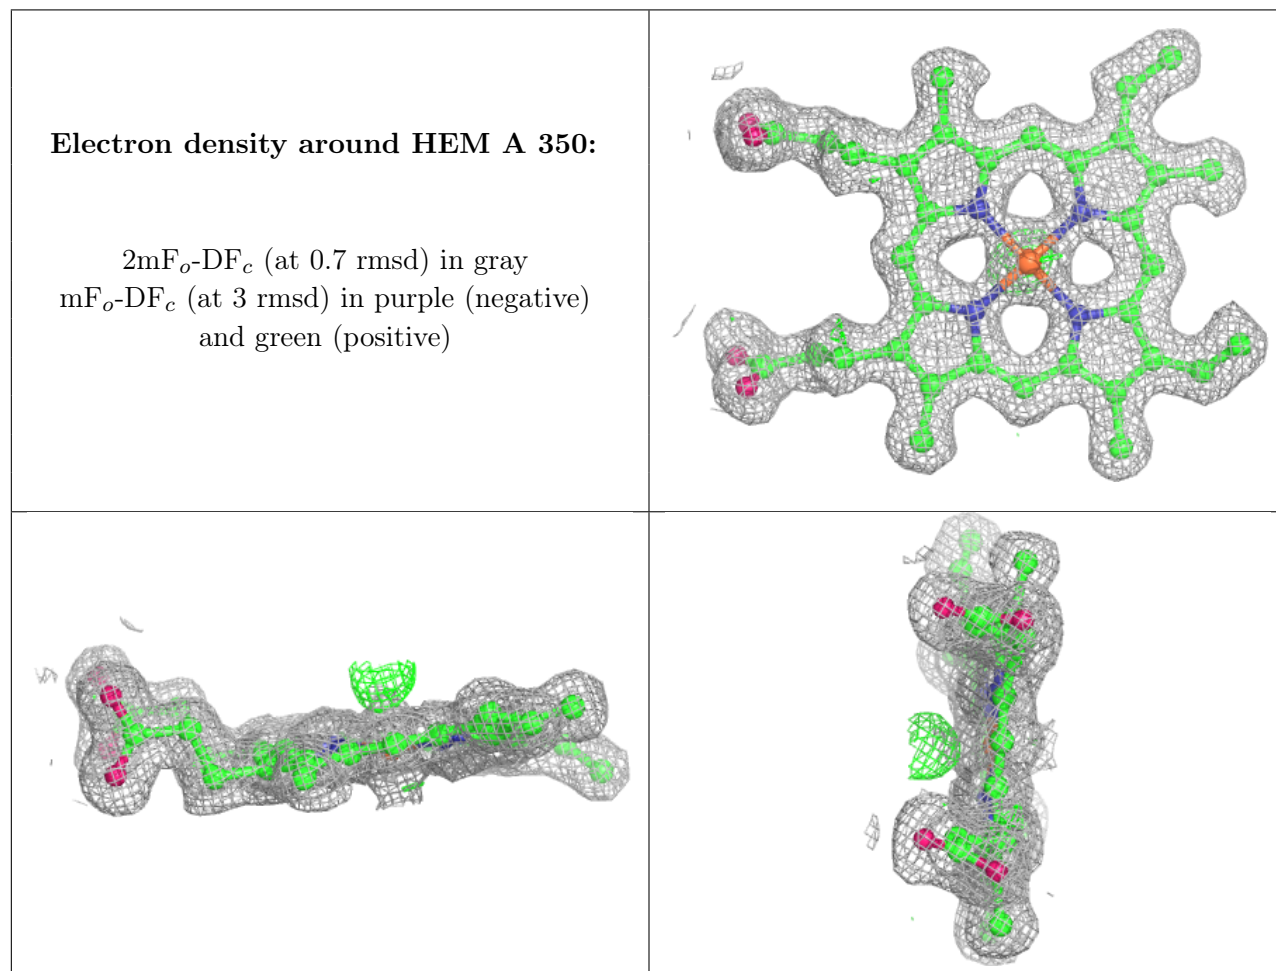 Electron density around HEM A 350:
2mFo-DFc (at 0.7 rmsd) in gray
mFo-DFc (at 3 rmsd) in purple (negative)
and green (positive)